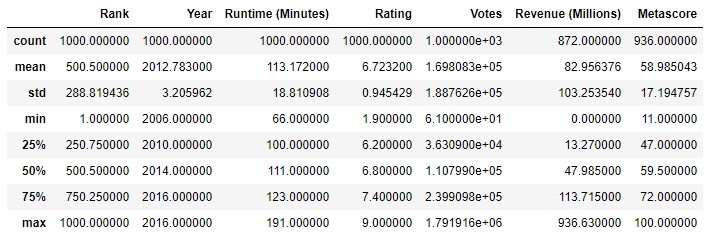 Rank Year Runtime (Minutes) Rating Votes Revenue (Millions) Metascore
count 1000.000000 1000.000000 1000.000000 1000.000000 1.000000e+03 872.000000 936.000000
mean 500.500000 2012.783000 113.172000 6.723200 1.698083e+05 82.956376 58.985043
std 288.819436 3.205962 18.810908 0.945429 1.887626e+05 103.253540 17.194757
min 1.000000 2006.000000 66.000000 1.900000 6.100000e+01 0.000000 11.000000
25% 250.750000 2010.000000 100.000000 6.200000 3.630900e+04 13.270000 47.000000
50% 500.500000 2014.000000 111.000000 6.800000 1.107990e+05 47.985000 59.500000
75% 750.250000 2016.000000 123.000000 7.400000 2.399098e+05 113.715000 72.000000
max 1000.000000 2016.000000 191.000000 9.000000 1.791916e+06 936.630000 100.000000